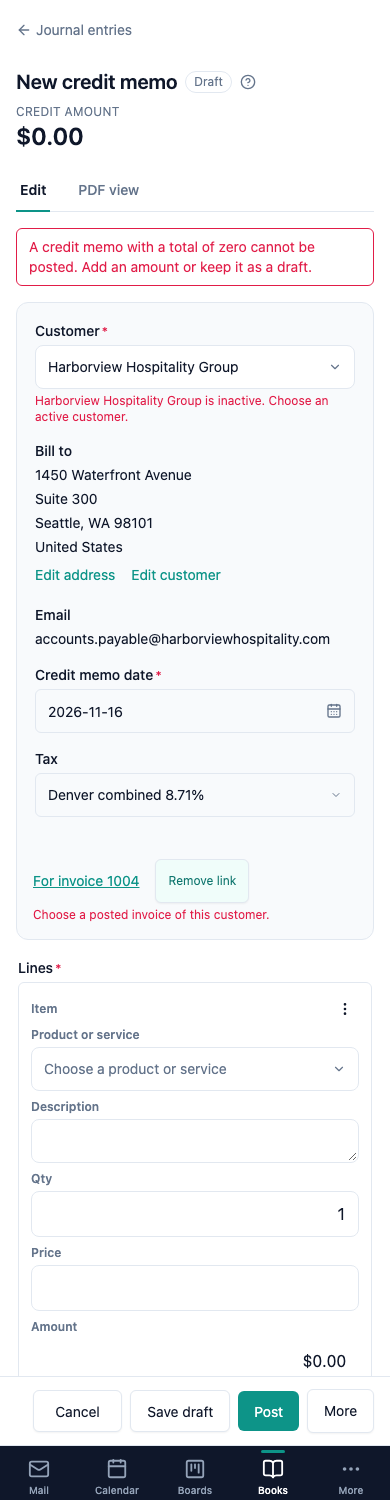 Journal entries
New credit memo Draft
CREDIT AMOUNT
$0.00
Edit PDF view
A credit memo with a total of zero cannot be
posted. Add an amount or keep it as a draft.
Customer*
Harborview Hospitality Group
Harborview Hospitality Group is inactive. Choose an
active customer.
Bill to
1450 Waterfront Avenue
Suite 300
Seattle, WA 98101
United States
Edit address Edit customer
Email
accounts.payable@harborviewhospitality.com
Credit memo date*
2026-11-16
Tax
Denver combined 8.71%
For invoice 1004 Remove link
Choose a posted invoice of this customer.
Lines*
Item
Product or service
Choose a product or service
Description
Qty
1
Price
Amount
$0.00
Cancel Save draft Post More
Mail Calendar Boards Books More